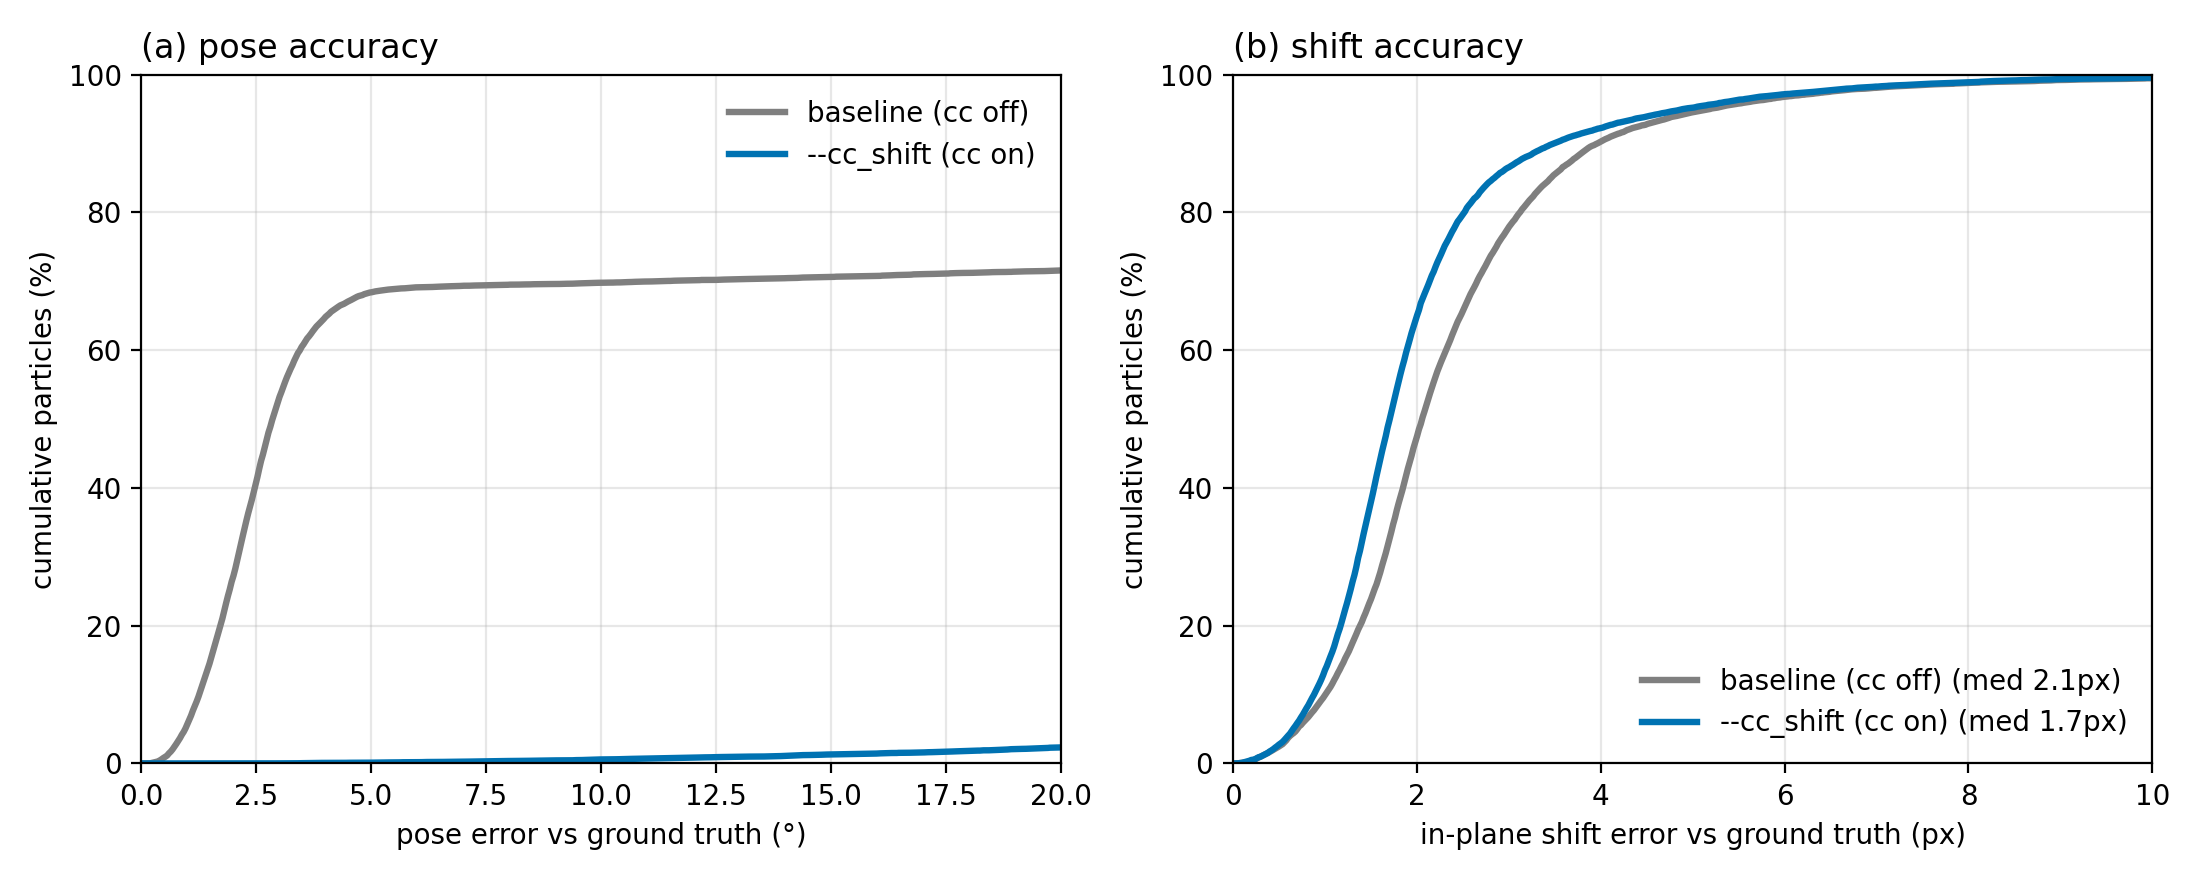 (a) pose accuracy
100
80
60
40
20
0
cumulative particles (%)
baseline (cc off)
--cc_shift (cc on)
0.0 2.5 5.0 7.5 10.0 12.5 15.0 17.5 20.0
pose error vs ground truth (°)
(b) shift accuracy
100
80
60
40
20
0
cumulative particles (%)
baseline (cc off) (med 2.1px)
--cc_shift (cc on) (med 1.7px)
0 2 4 6 8 10
in-plane shift error vs ground truth (px)